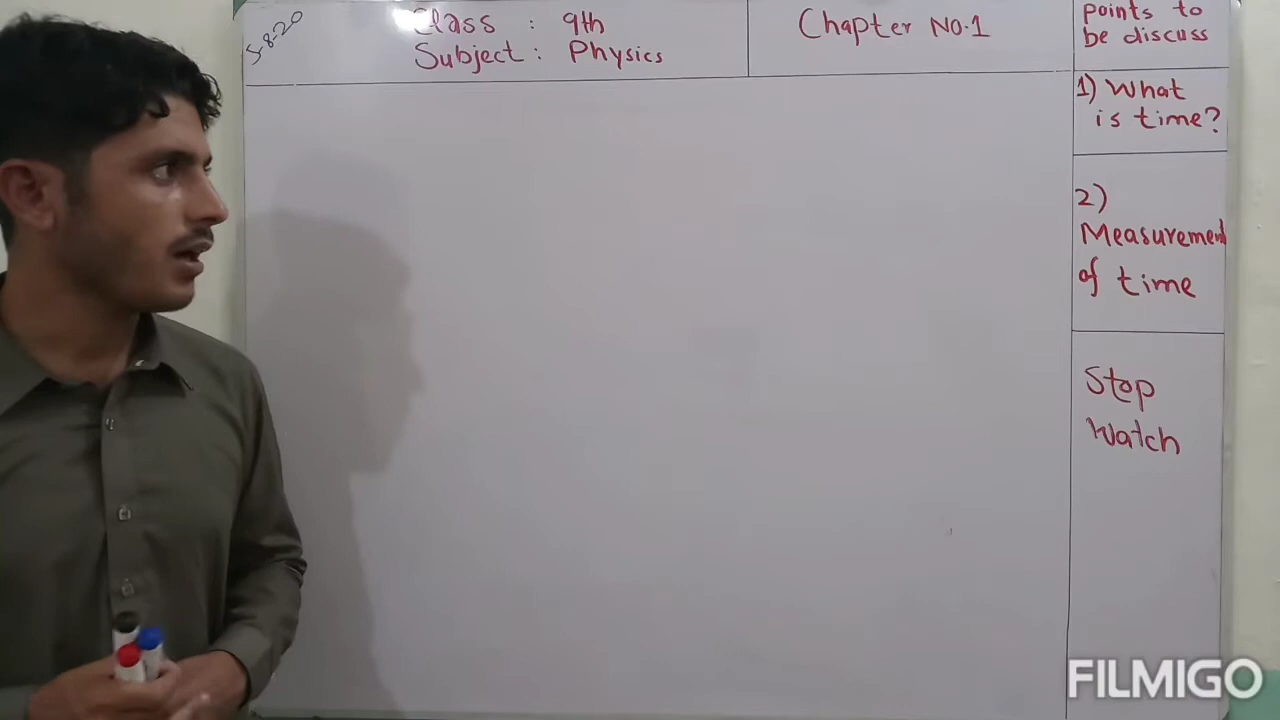 5-8-20
Class : 9th
Subject : Physics
Chapter No.1
points to
be discuss
1) What
is time?
2)
Measurement
of time
Stop
Watch
FILMIGO